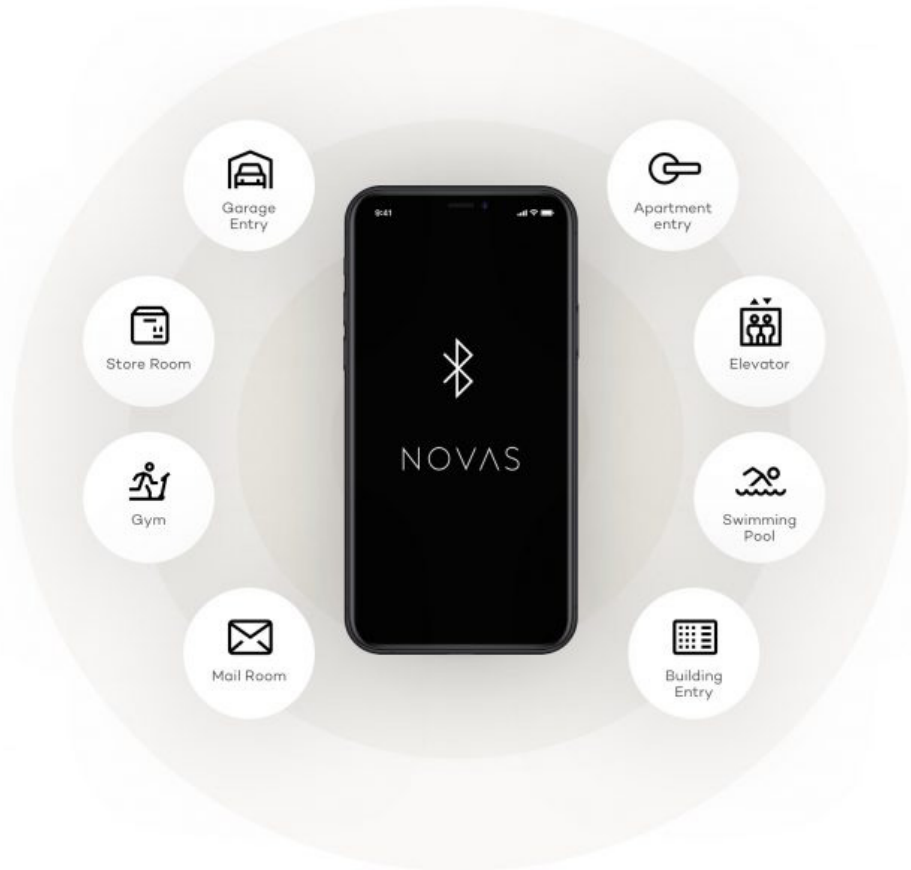 Garage
Entry
Apartment
entry
9:41
Store Room
Elevator
NOVAS
Gym
Swimming
Pool
Mail Room
Building
Entry